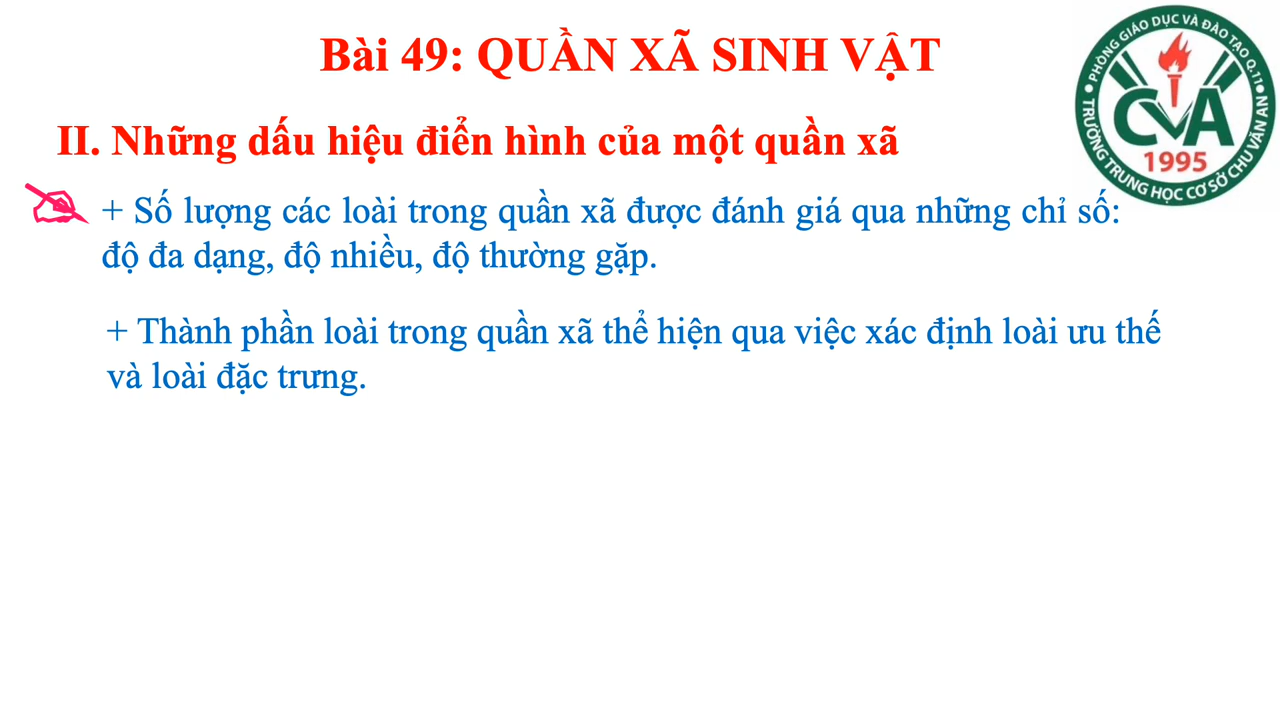 Bài 49: QUẦN XÃ SINH VẬT
PHÒNG GIÁO DỤC VÀ ĐÀO TẠO Q.11
CVA
1995
TRƯỜNG TRUNG HỌC CƠ SỞ CHU VĂN AN
II. Những dấu hiệu điển hình của một quần xã
+ Số lượng các loài trong quần xã được đánh giá qua những chỉ số:
độ đa dạng, độ nhiều, độ thường gặp.
+ Thành phần loài trong quần xã thể hiện qua việc xác định loài ưu thế
và loài đặc trưng.